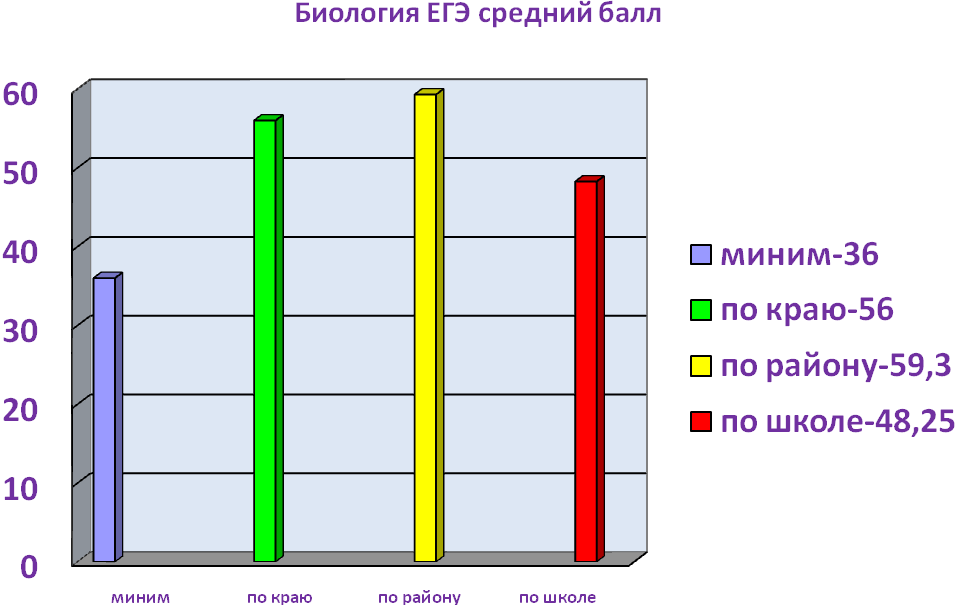 Биология ЕГЭ средний балл
60
50
40
30
20
10
0
миним
по краю
по району
по школе
миним-36
по краю-56
по району-59,3
по школе-48,25